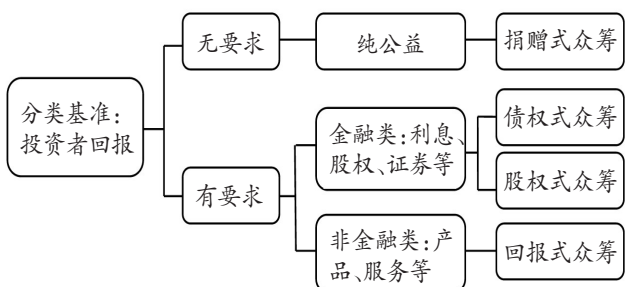 无要求
纯公益
捐赠式众筹
分类基准：
投资者回报
有要求
金融类：利息、
股权、证券等
债权式众筹
股权式众筹
非金融类：产
品、服务等
回报式众筹